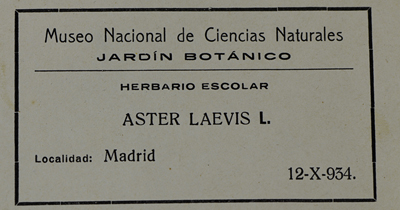 Museo Nacional de Ciencias Naturales
JARDÍN BOTÁNICO
HERBARIO ESCOLAR
ASTER LAEVIS L.
Localidad: Madrid
12-X-934.